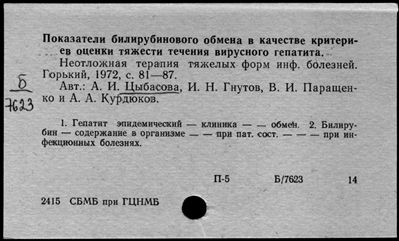 Показатели билирубинового обмена в качестве критери-
ев оценки тяжести течения вирусного гепатита.
Неотложная терапия тяжелых форм инф. болезней.
Горький, 1972, с. 81—87.
Б
7623
Авт.: А. И. Цыбасова, И. Н. Гнутов, В. И. Паращен-
ко и А. А. Курдюков.
1. Гепатит эпидемический — клиника — — обмен. 2. Билиру-
бин — содержание в организме — — при пат. сост. — — — при ин-
фекционных болезнях.
П-5 Б/7623 14
2415 СБМБ при ГЦНМБ